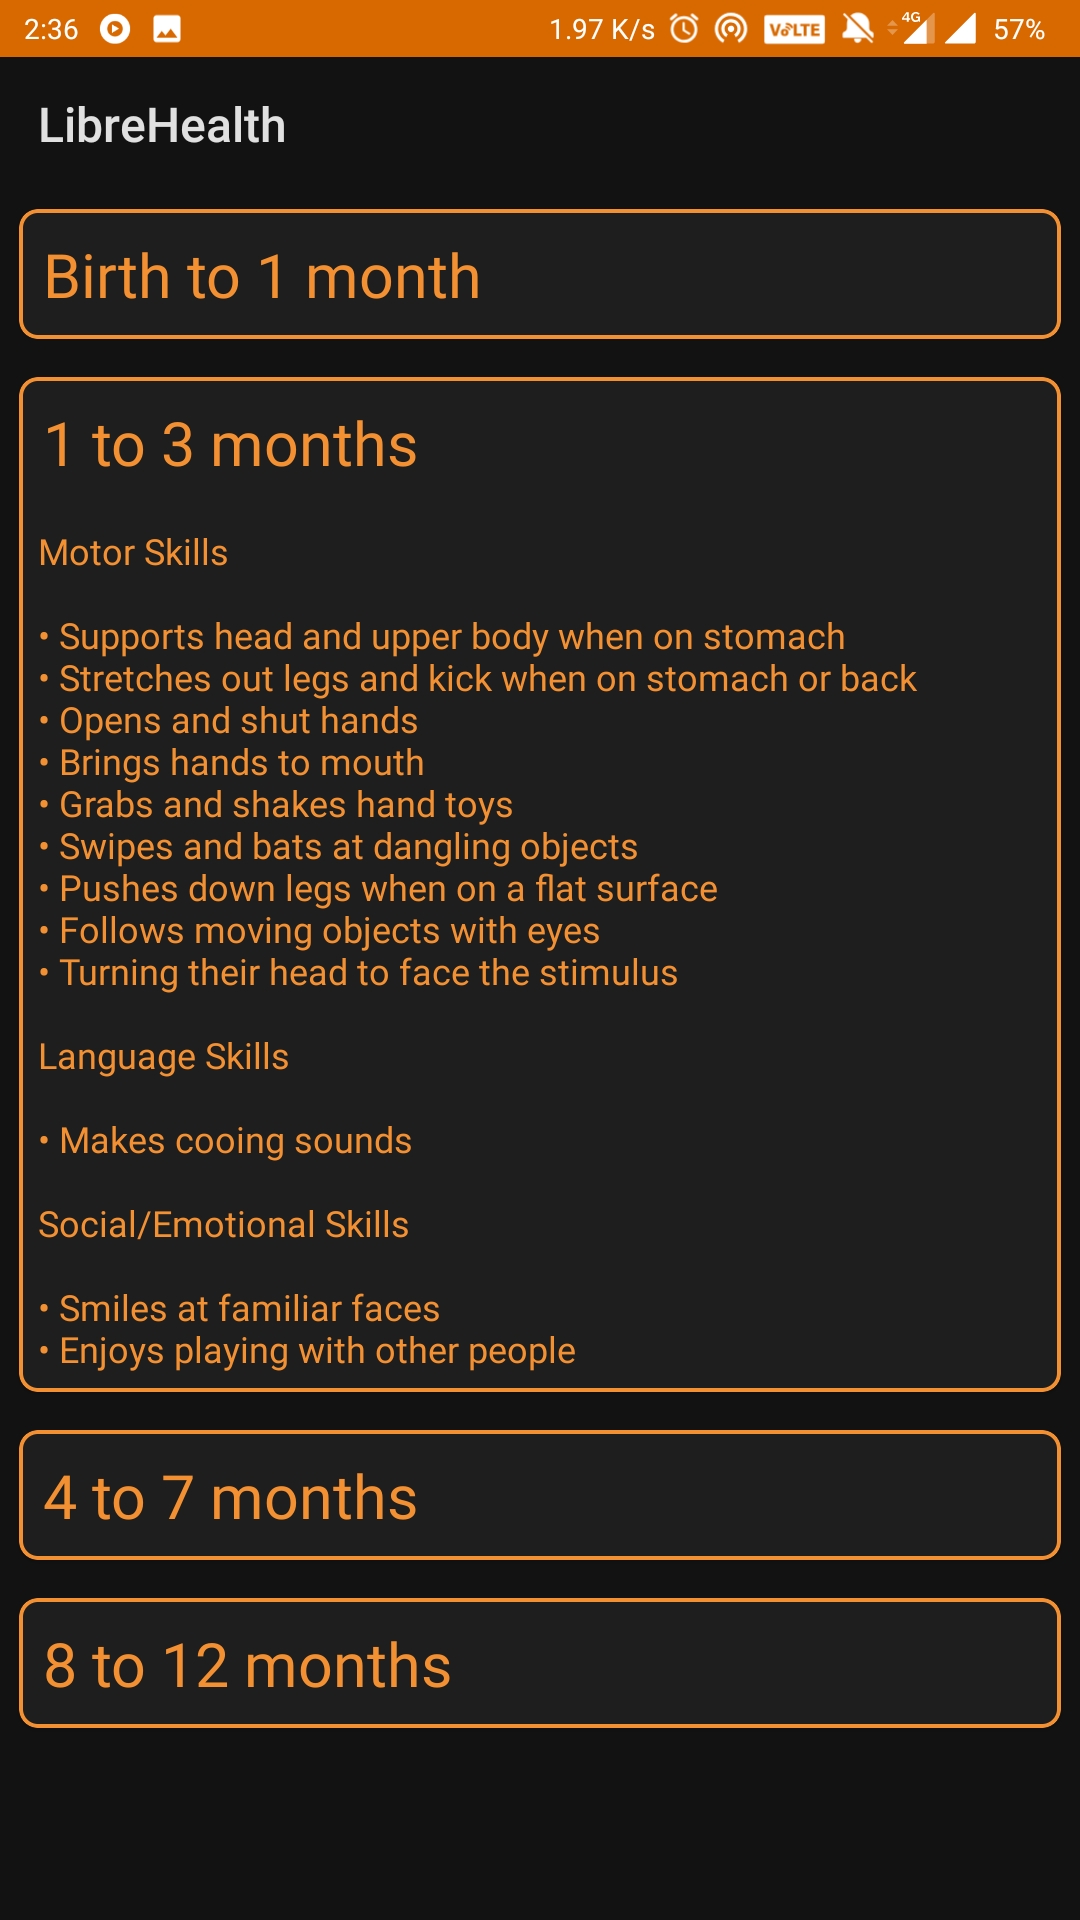 2:36 1.97 K/s VoLTE 4G 57%
LibreHealth
Birth to 1 month
1 to 3 months
Motor Skills
• Supports head and upper body when on stomach
• Stretches out legs and kick when on stomach or back
• Opens and shut hands
• Brings hands to mouth
• Grabs and shakes hand toys
• Swipes and bats at dangling objects
• Pushes down legs when on a flat surface
• Follows moving objects with eyes
• Turning their head to face the stimulus
Language Skills
• Makes cooing sounds
Social/Emotional Skills
• Smiles at familiar faces
• Enjoys playing with other people
4 to 7 months
8 to 12 months